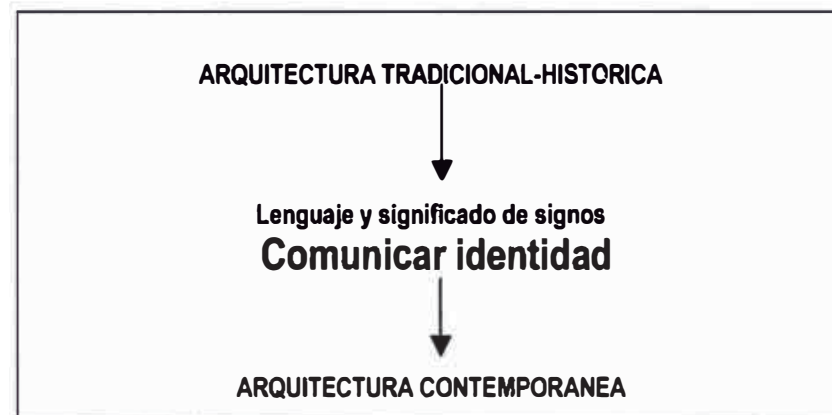 ARQUITECTURA TRADICIONAL-HISTORICA
Lenguaje y significado de signos
Comunicar identidad
ARQUITECTURA CONTEMPORANEA